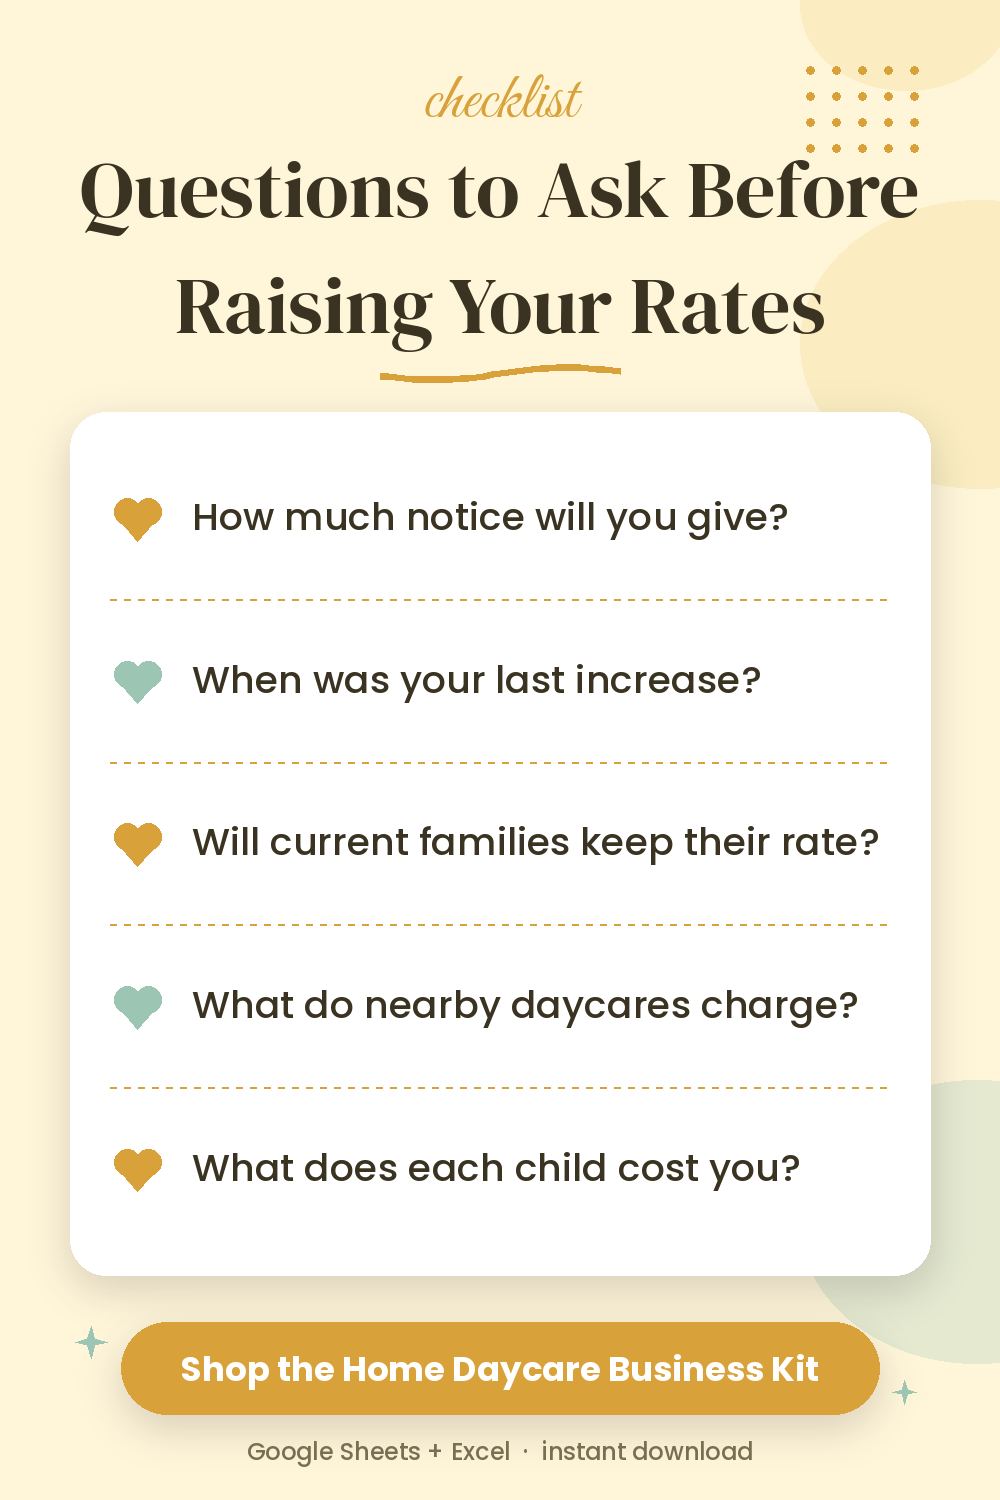 checklist
Questions to Ask Before
Raising Your Rates
How much notice will you give?
When was your last increase?
Will current families keep their rate?
What do nearby daycares charge?
What does each child cost you?
Shop the Home Daycare Business Kit
Google Sheets + Excel · instant download